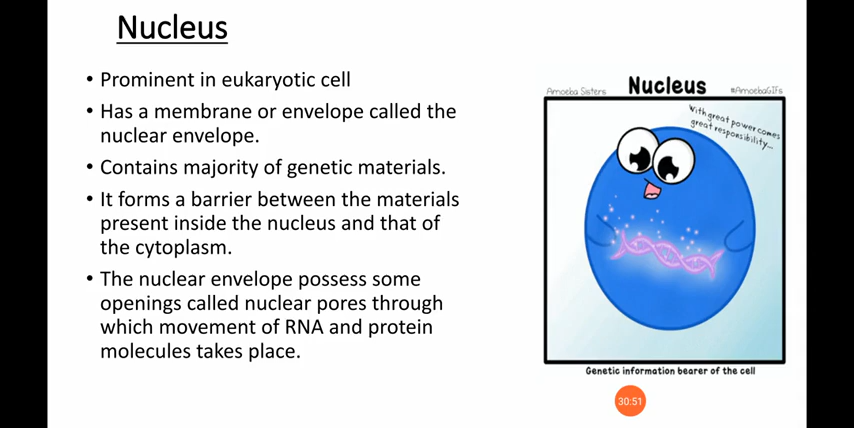 Nucleus
• Prominent in eukaryotic cell
• Has a membrane or envelope called the
nuclear envelope.
• Contains majority of genetic materials.
• It forms a barrier between the materials
present inside the nucleus and that of
the cytoplasm.
• The nuclear envelope possess some
openings called nuclear pores through
which movement of RNA and protein
molecules takes place.
Amoeba Sisters Nucleus #AmoebaGIFs
With great power comes
great responsibility...
Genetic information bearer of the cell
30:51